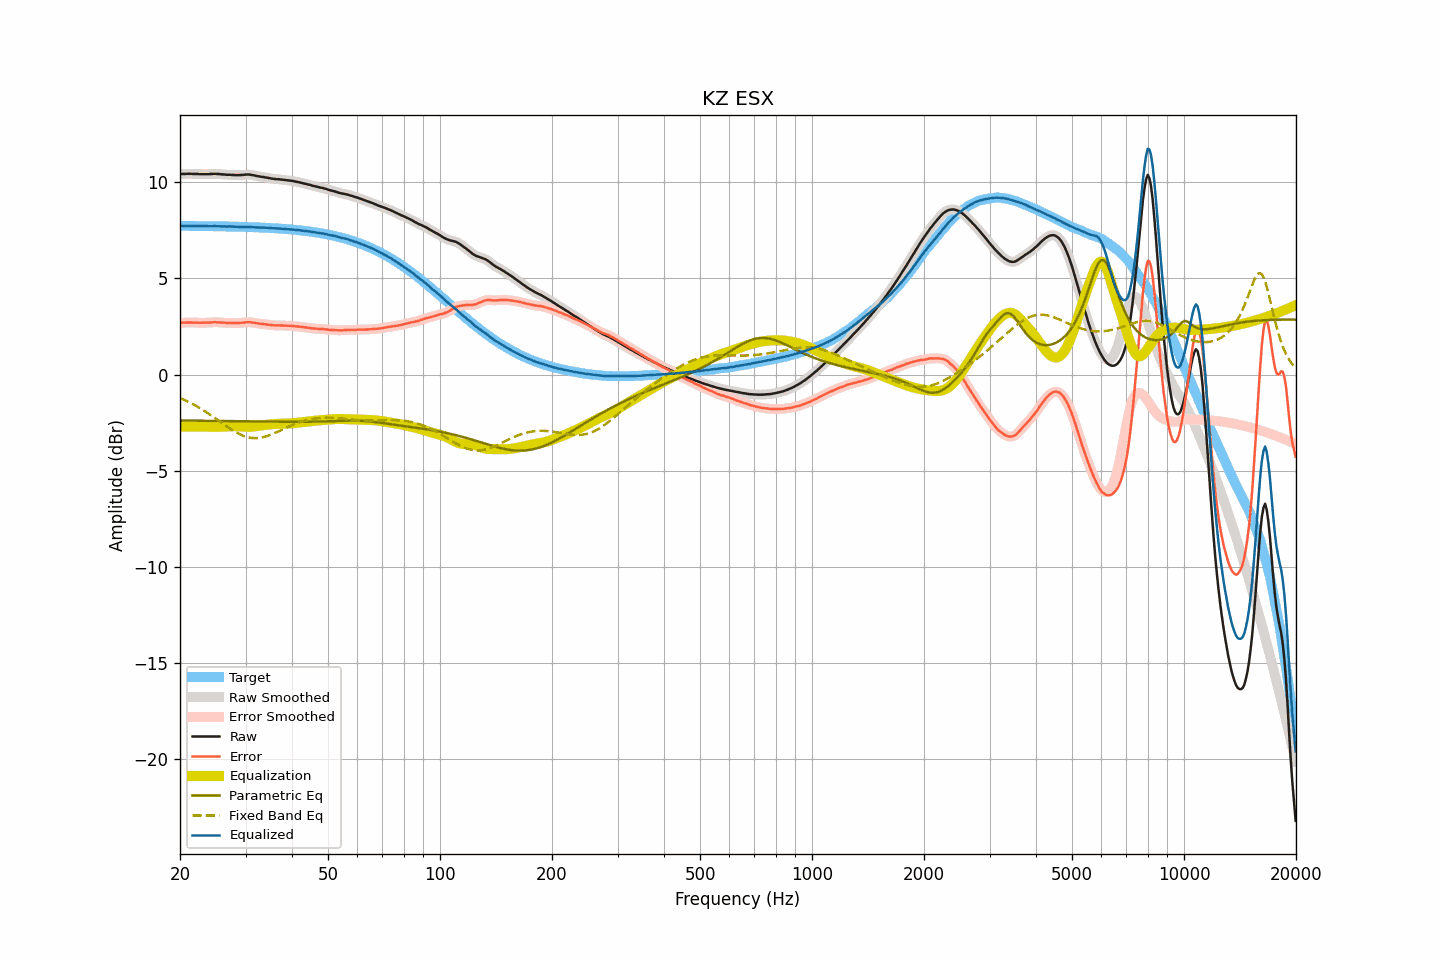 KZ ESX
10
5
0
−5
−10
−15
−20
Amplitude (dBr)
Target
Raw Smoothed
Error Smoothed
Raw
Error
Equalization
Parametric Eq
Fixed Band Eq
Equalized
20 50 100 200 500 1000 2000 5000 10000 20000
Frequency (Hz)